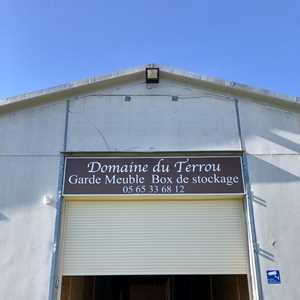 Domaine du Terrou
Garde Meuble Box de stockage
05 65 33 68 12